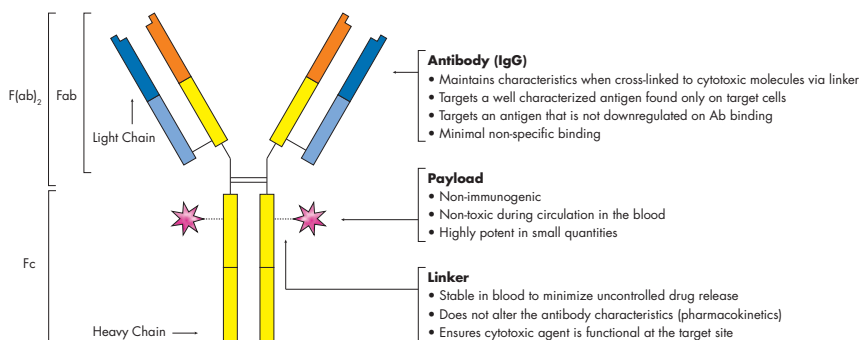 F(ab)2
Fab
Light Chain
Fc
Heavy Chain
Antibody (IgG)
• Maintains characteristics when cross-linked to cytotoxic molecules via linker
• Targets a well characterized antigen found only on target cells
• Targets an antigen that is not downregulated on Ab binding
• Minimal non-specific binding
Payload
• Non-immunogenic
• Non-toxic during circulation in the blood
• Highly potent in small quantities
Linker
• Stable in blood to minimize uncontrolled drug release
• Does not alter the antibody characteristics (pharmacokinetics)
• Ensures cytotoxic agent is functional at the target site